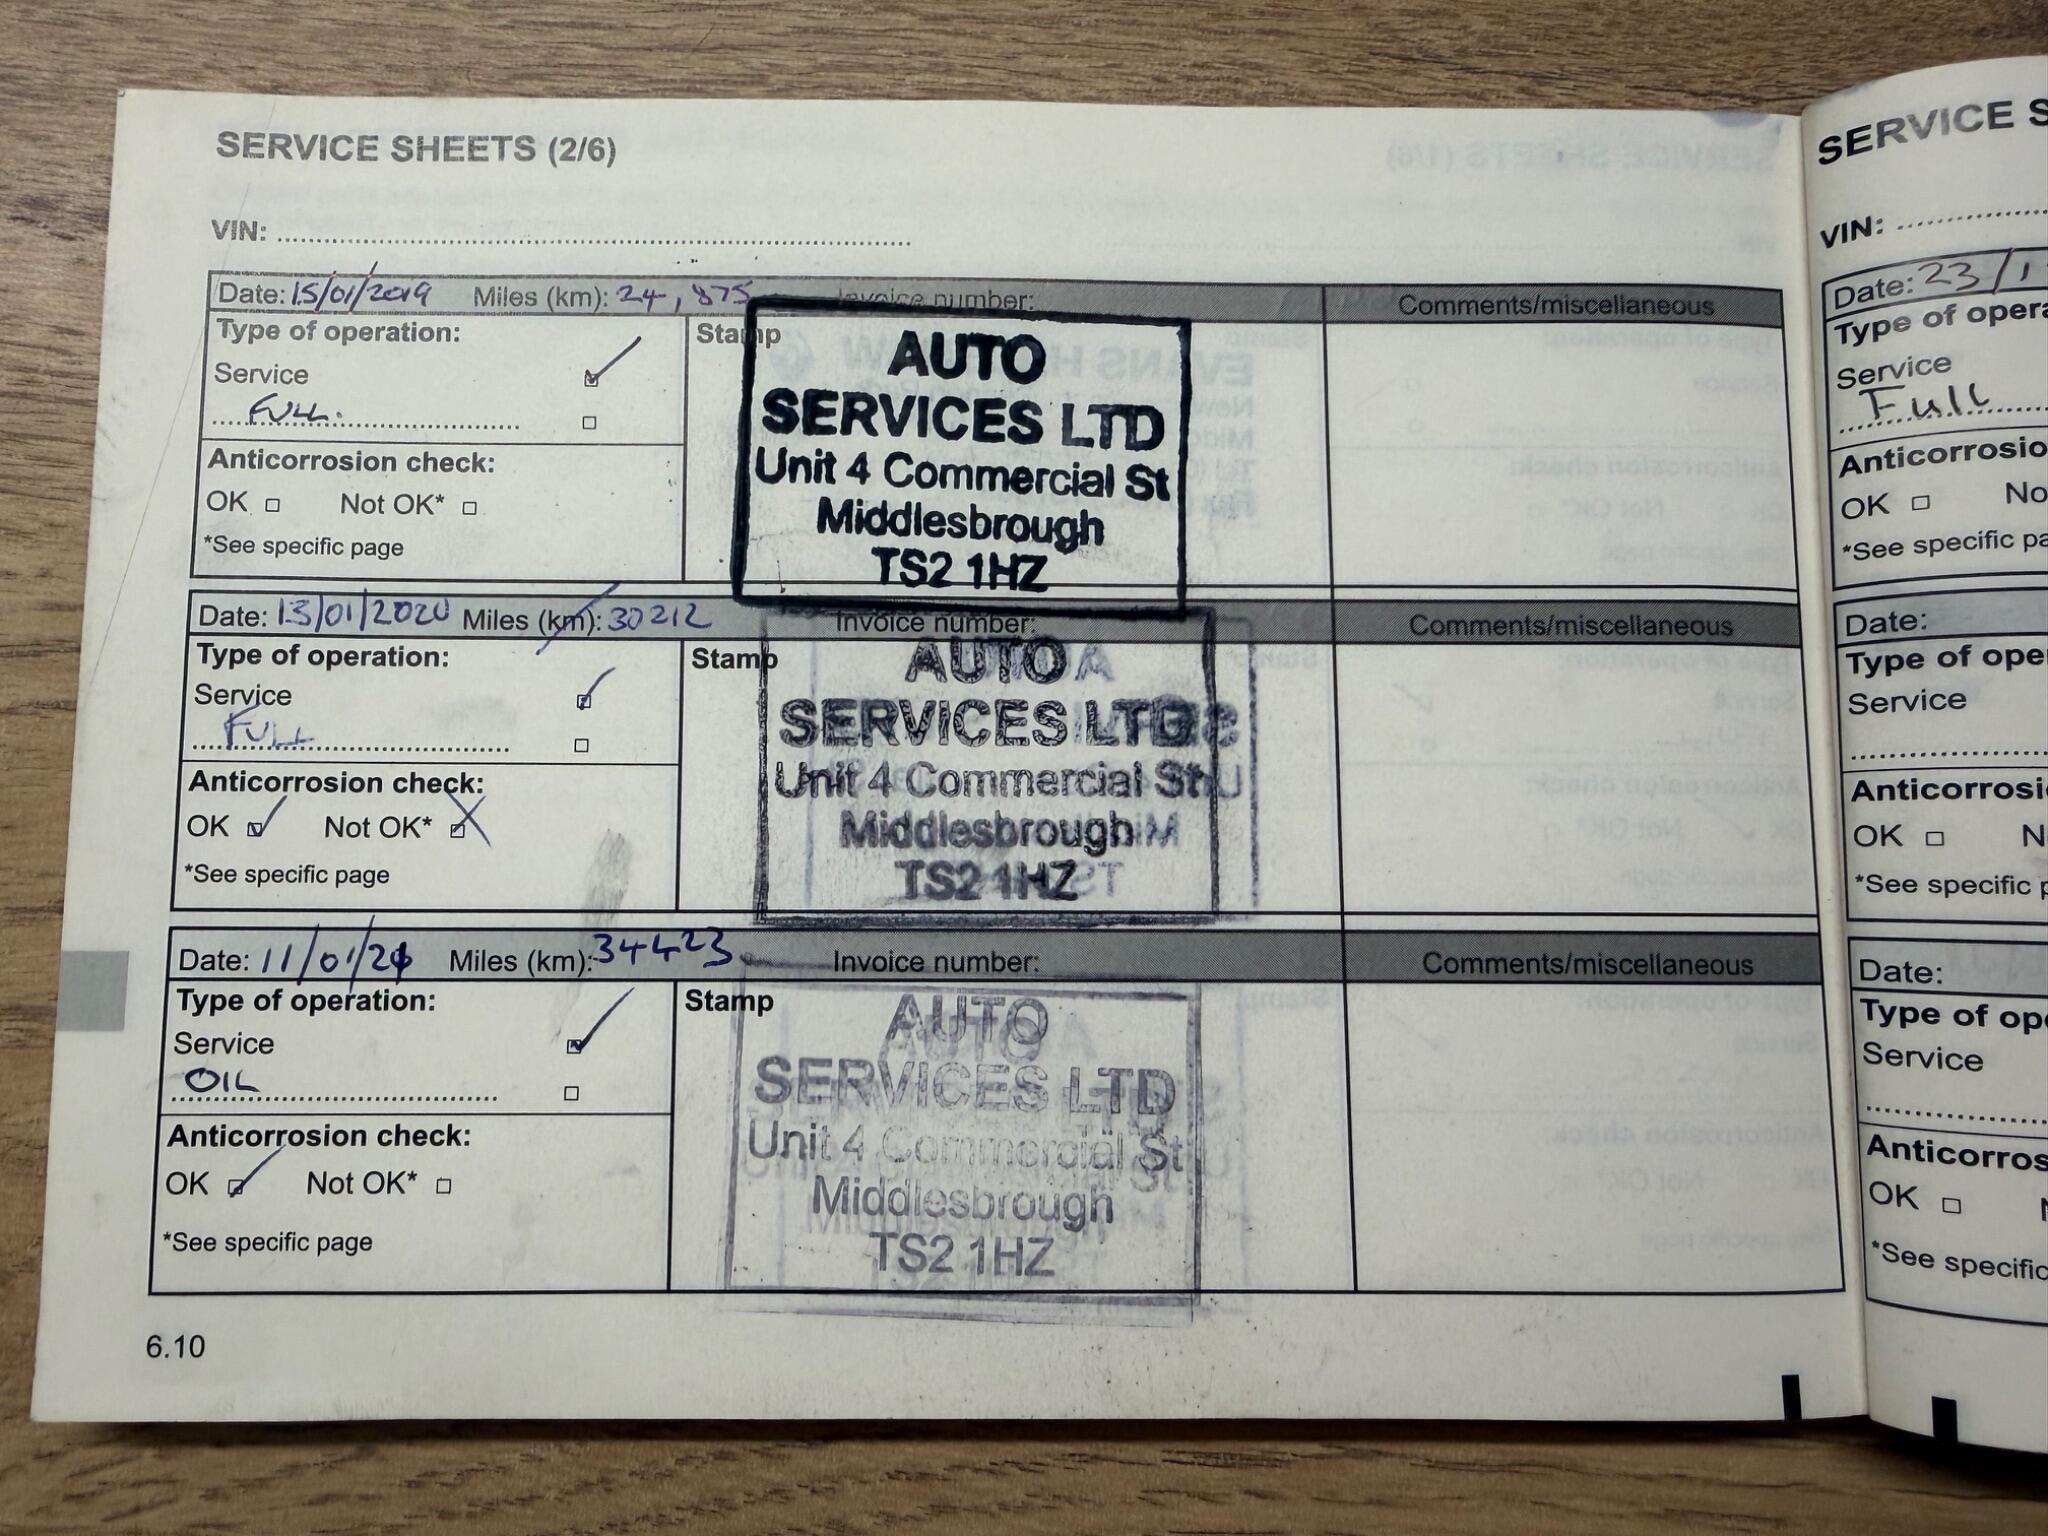 SERVICE SHEETS (2/6)
VIN:
Date: 15/01/2019 Miles (km): 24,875 Invoice number: Comments/miscellaneous
Type of operation:
Service
FULL.
Anticorrosion check:
OK Not OK*
*See specific page
Stamp
AUTO
SERVICES LTD
Unit 4 Commercial St
Middlesbrough
TS2 1HZ
Date: 13/01/2020 Miles (km): 30212 Invoice number: Comments/miscellaneous
Type of operation:
Service
FULL
Anticorrosion check:
OK Not OK*
*See specific page
Stamp
AUTO
SERVICES LTD
Unit 4 Commercial St
Middlesbrough
TS2 1HZ
Date: 11/01/21 Miles (km): 34423 Invoice number: Comments/miscellaneous
Type of operation:
Service
OIL
Anticorrosion check:
OK Not OK*
*See specific page
Stamp
AUTO
SERVICES LTD
Unit 4 Commercial St
Middlesbrough
TS2 1HZ
6.10
SERVICE S
VIN:
Date: 23/1
Type of opera
Service
Full
Anticorrosio
OK No
*See specific pa
Date:
Type of ope
Service
Anticorrosi
OK N
*See specific p
Date:
Type of op
Service
Anticorros
OK
*See specific